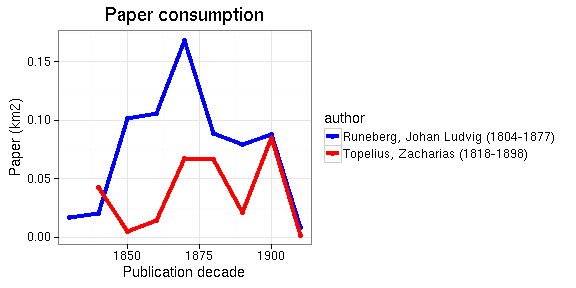 Paper consumption
Paper (km2)
0.15
0.10
0.05
0.00
1850 1875 1900
Publication decade
author
Runeberg, Johan Ludvig (1804-1877)
Topelius, Zacharias (1818-1898)